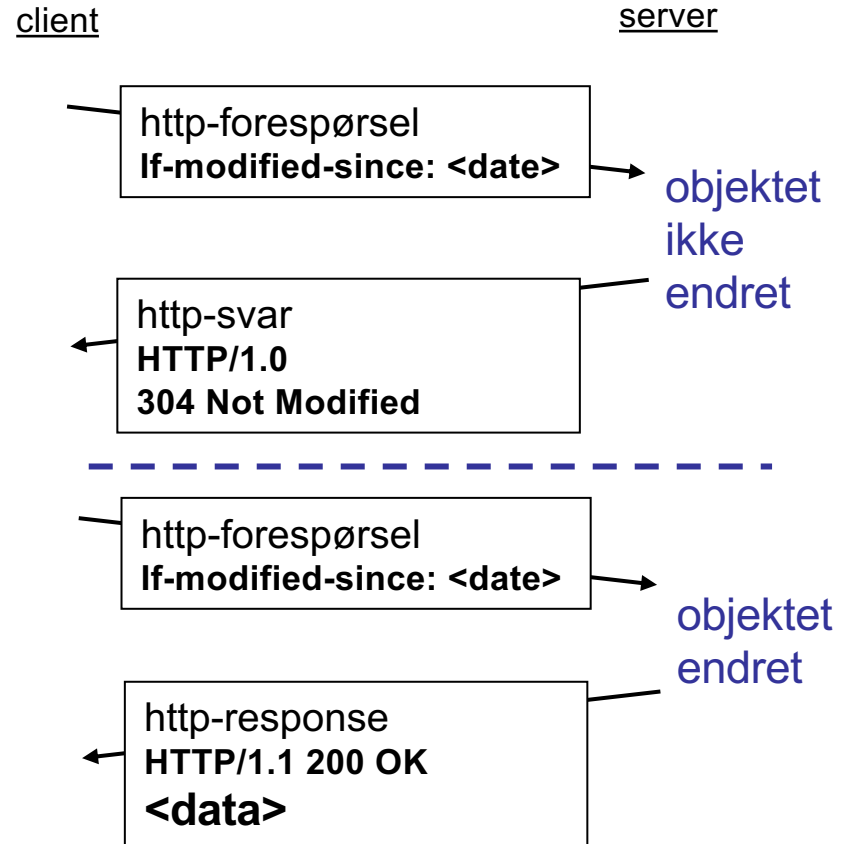 client
server
http-forespørsel
If-modified-since: <date>
objektet
ikke
endret
http-svar
HTTP/1.0
304 Not Modified
http-forespørsel
If-modified-since: <date>
objektet
endret
http-response
HTTP/1.1 200 OK
<data>